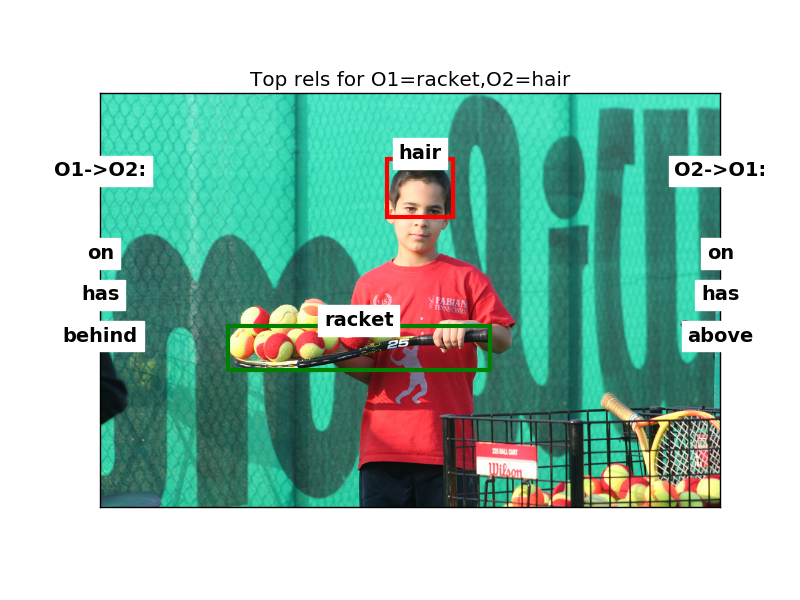 Top rels for O1=racket,O2=hair
hair
O1->O2:
O2->O1:
on
on
has
has
FABIAN
racket
behind
above
25
Wilson